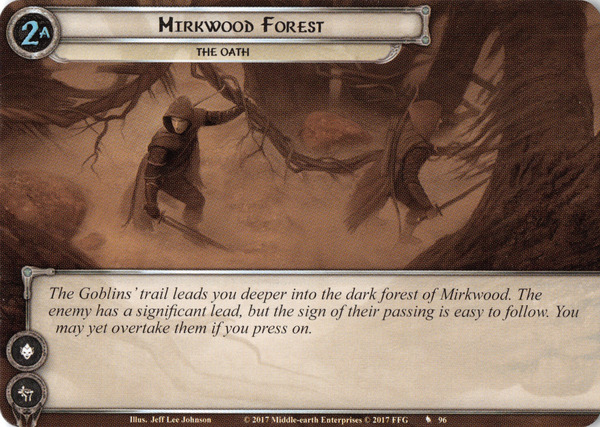 2A
MIRKWOOD FOREST
THE OATH
The Goblins' trail leads you deeper into the dark forest of Mirkwood. The
enemy has a significant lead, but the sign of their passing is easy to follow. You
may yet overtake them if you press on.
Illus. Jeff Lee Johnson © 2017 Middle-earth Enterprises © 2017 FFG 96